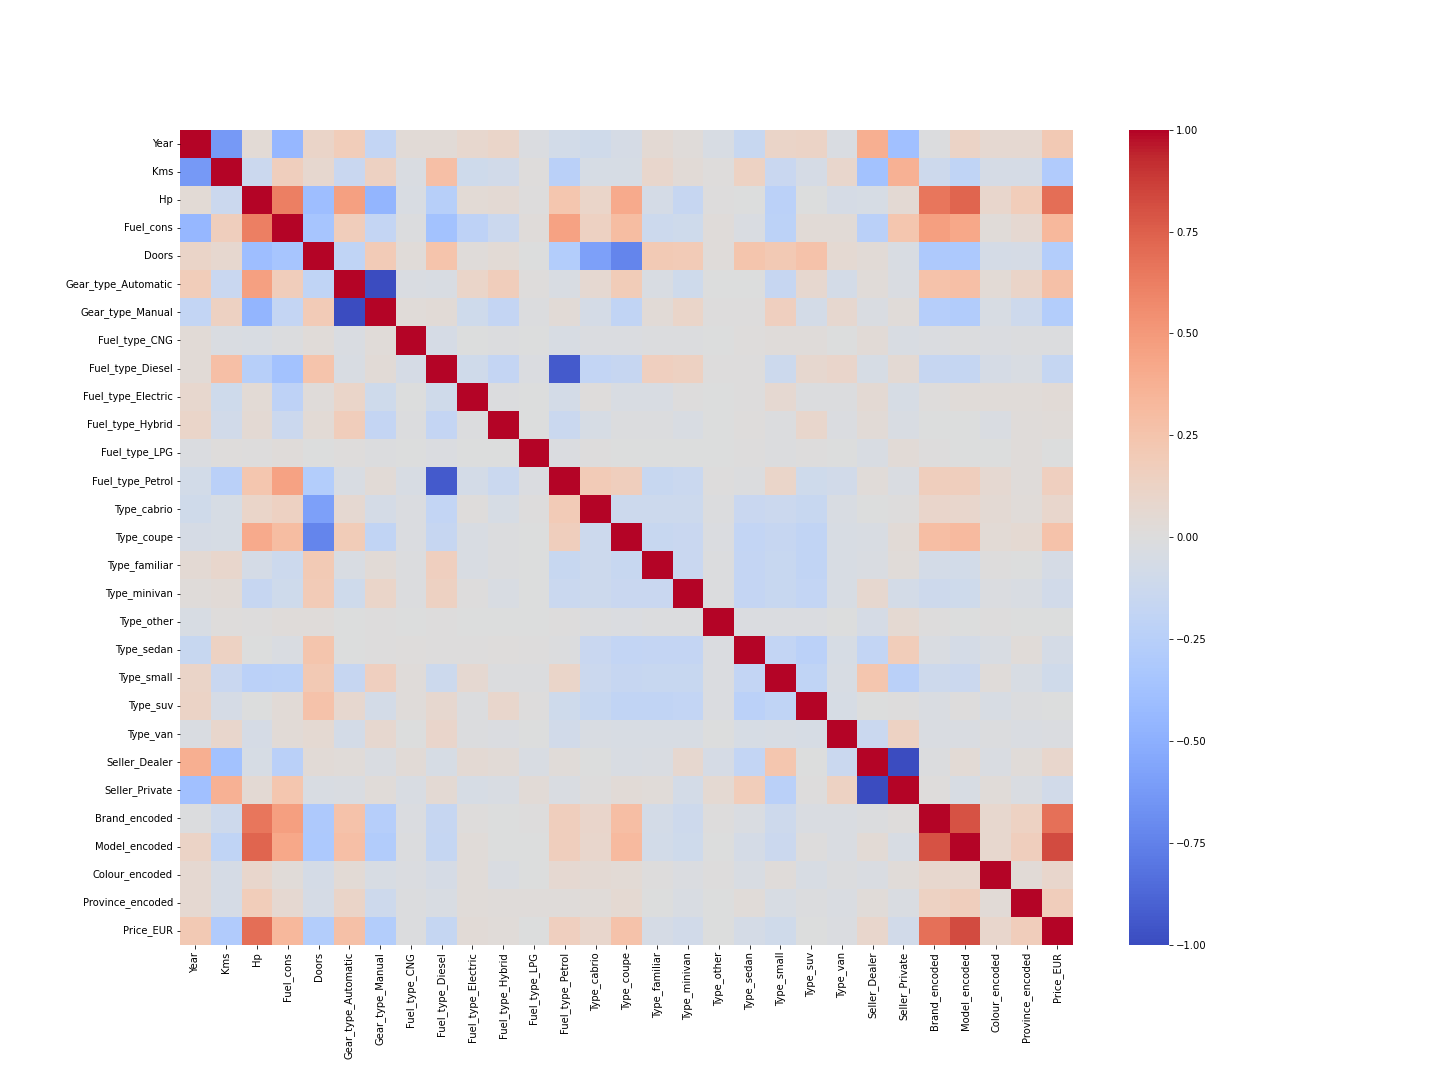 Year
Kms
Hp
Fuel_cons
Doors
Gear_type_Automatic
Gear_type_Manual
Fuel_type_CNG
Fuel_type_Diesel
Fuel_type_Electric
Fuel_type_Hybrid
Fuel_type_LPG
Fuel_type_Petrol
Type_cabrio
Type_coupe
Type_familiar
Type_minivan
Type_other
Type_sedan
Type_small
Type_suv
Type_van
Seller_Dealer
Seller_Private
Brand_encoded
Model_encoded
Colour_encoded
Province_encoded
Price_EUR
Year
Kms
Hp
Fuel_cons
Doors
Gear_type_Automatic
Gear_type_Manual
Fuel_type_CNG
Fuel_type_Diesel
Fuel_type_Electric
Fuel_type_Hybrid
Fuel_type_LPG
Fuel_type_Petrol
Type_cabrio
Type_coupe
Type_familiar
Type_minivan
Type_other
Type_sedan
Type_small
Type_suv
Type_van
Seller_Dealer
Seller_Private
Brand_encoded
Model_encoded
Colour_encoded
Province_encoded
Price_EUR
1.00
0.75
0.50
0.25
0.00
−0.25
−0.50
−0.75
−1.00